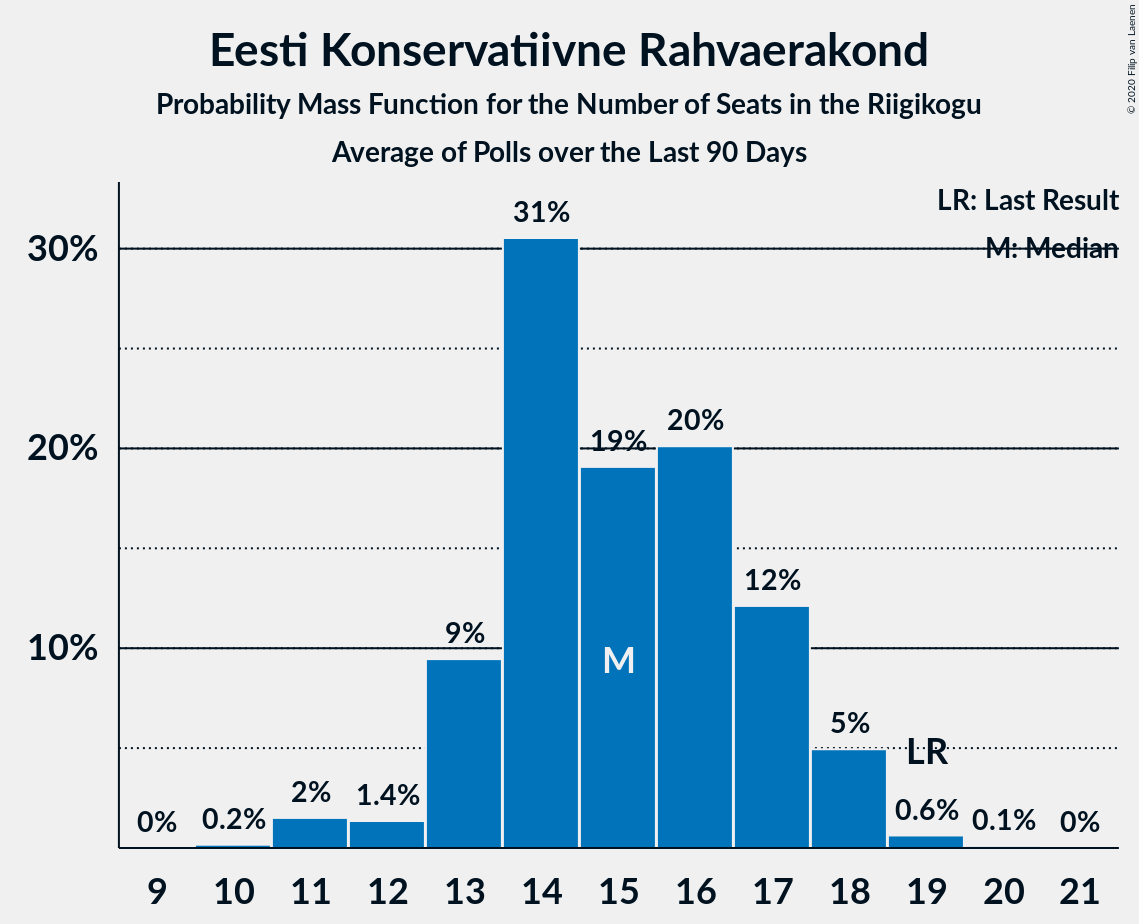 Eesti Konservatiivne Rahvaerakond
Probability Mass Function for the Number of Seats in the Riigikogu
Average of Polls over the Last 90 Days
© 2020 Filip van Laenen
LR: Last Result
M: Median
30%
20%
10%
0%
0.2%
2%
1.4%
9%
31%
19%
20%
12%
5%
0.6%
0.1%
0%
M
LR
9 10 11 12 13 14 15 16 17 18 19 20 21